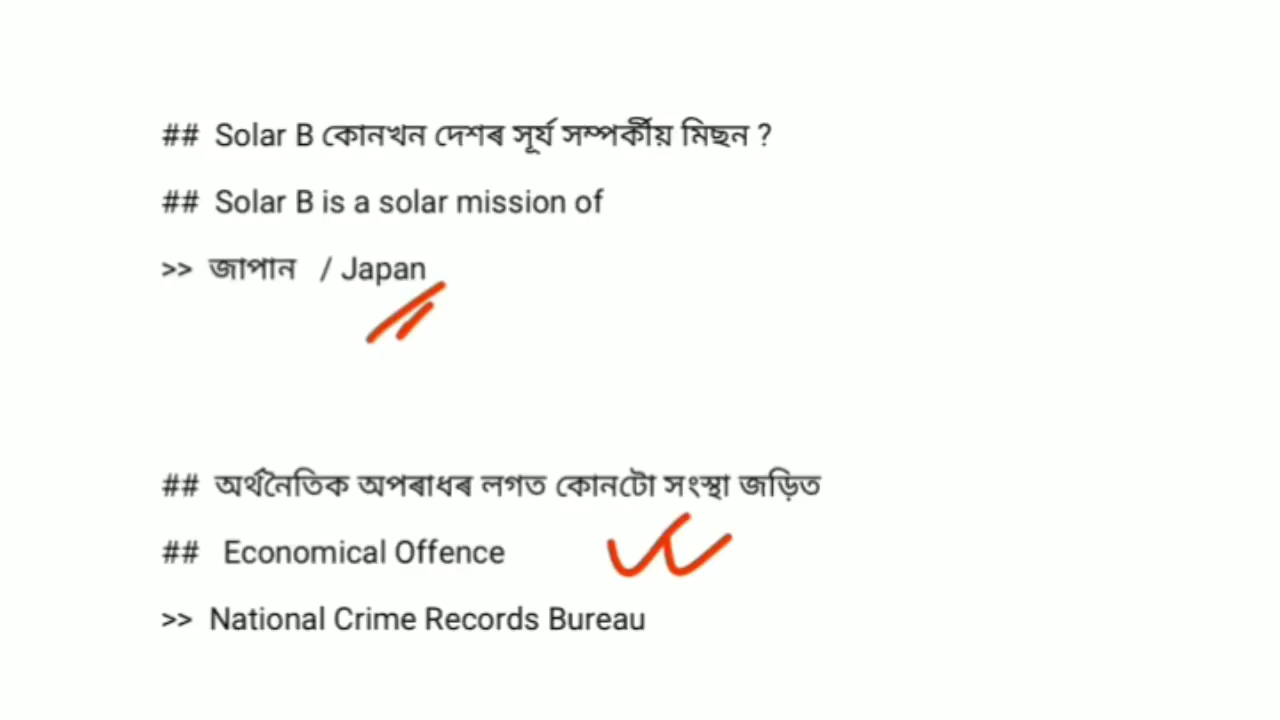 ## Solar B কোনখন দেশৰ সূৰ্য সম্পৰ্কীয় মিছন ?
## Solar B is a solar mission of
>> জাপান / Japan
## অৰ্থনৈতিক অপৰাধৰ লগত কোনটো সংস্থা জড়িত
## Economical Offence
>> National Crime Records Bureau